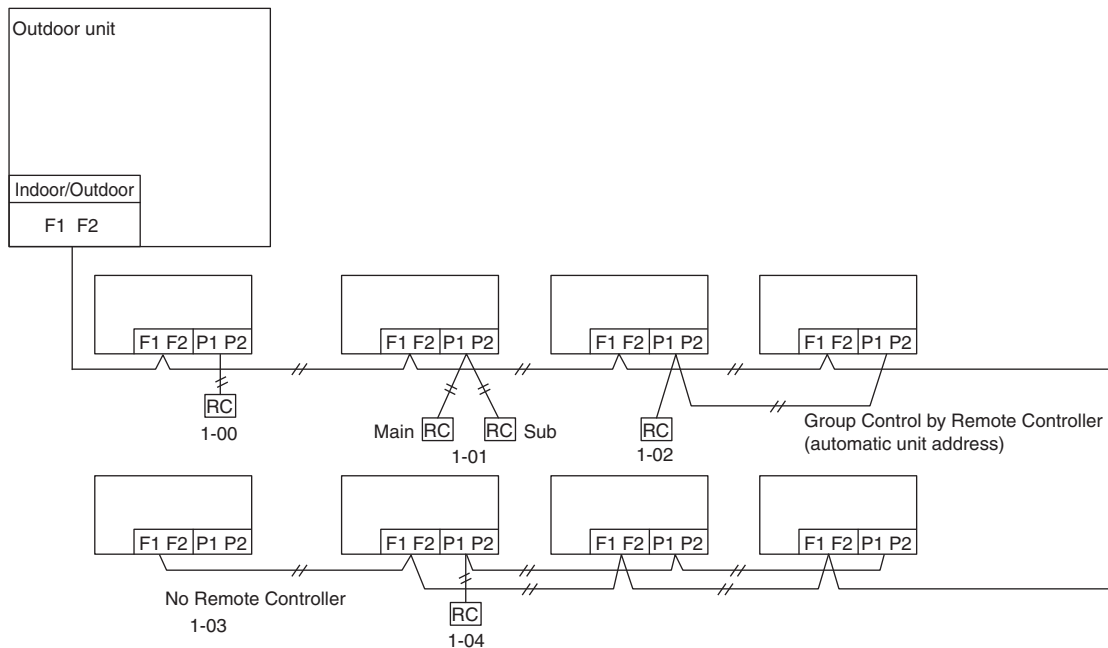 Outdoor unit
Indoor/Outdoor
F1 F2
F1 F2 P1 P2
F1 F2 P1 P2
F1 F2 P1 P2
F1 F2 P1 P2
RC
1-00
Main RC RC Sub
1-01
RC
1-02
Group Control by Remote Controller
(automatic unit address)
F1 F2 P1 P2
F1 F2 P1 P2
F1 F2 P1 P2
F1 F2 P1 P2
No Remote Controller
1-03
RC
1-04